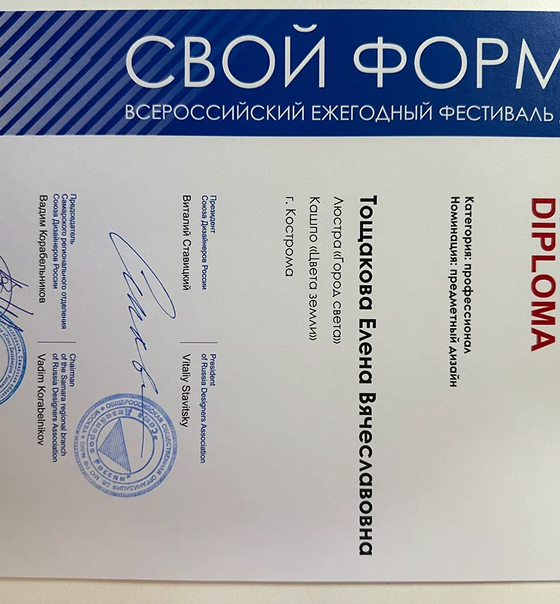 СВОЙ ФОРМ
ВСЕРОССИЙСКИЙ ЕЖЕГОДНЫЙ ФЕСТИВАЛЬ
DIPLOMA
Категория: профессионал
Номинация: предметный дизайн
Тощакова Елена Вячеславовна
Люстра «Город света»
Кашпо «Цвета земли»
г. Кострома
Президент
Союза Дизайнеров России
Виталий Ставицкий
President
of Russia Designers Association
Vitaliy Stavitsky
Председатель
Самарского регионального отделения
Союза Дизайнеров России
Вадим Корабельников
Chairman
of the Samara regional branch
of Russia Designers Association
Vadim Korabelnikov